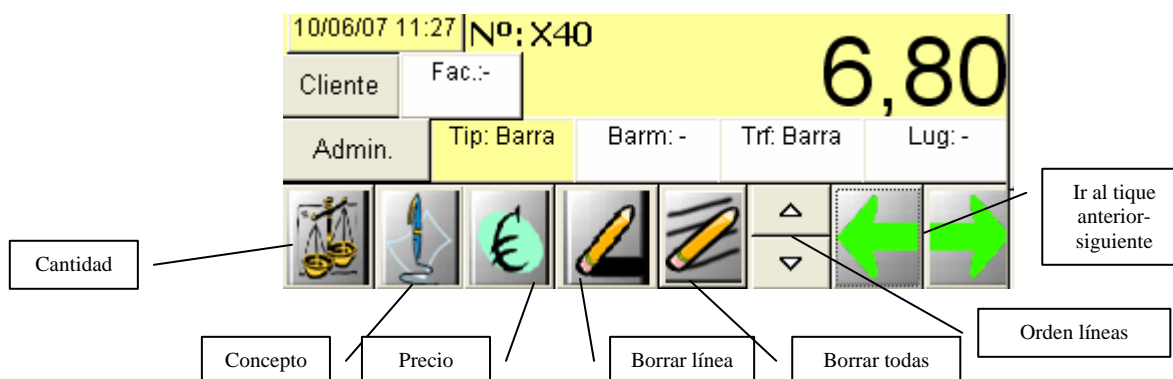 10/06/07 11:27
Nº: X40
6,80
Cliente
Fac.:-
Admin.
Tip: Barra
Barm: -
Trf: Barra
Lug: -
Ir al tique
anterior-
siguiente
Cantidad
€
Orden líneas
Concepto
Precio
Borrar línea
Borrar todas